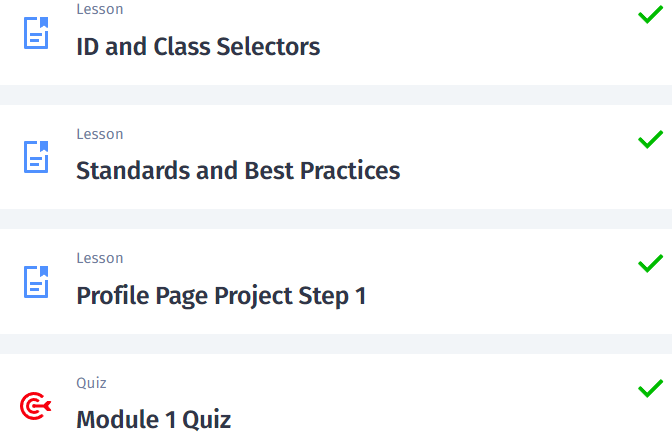 Lesson
ID and Class Selectors
Lesson
Standards and Best Practices
Lesson
Profile Page Project Step 1
Quiz
Module 1 Quiz